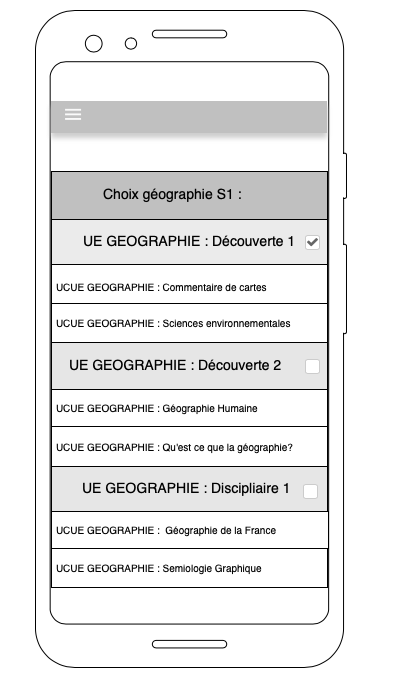 Choix géographie S1 :
UE GEOGRAPHIE : Découverte 1
UCUE GEOGRAPHIE : Commentaire de cartes
UCUE GEOGRAPHIE : Sciences environnementales
UE GEOGRAPHIE : Découverte 2
UCUE GEOGRAPHIE : Géographie Humaine
UCUE GEOGRAPHIE : Qu'est ce que la géographie?
UE GEOGRAPHIE : Discipliaire 1
UCUE GEOGRAPHIE : Géographie de la France
UCUE GEOGRAPHIE : Semiologie Graphique